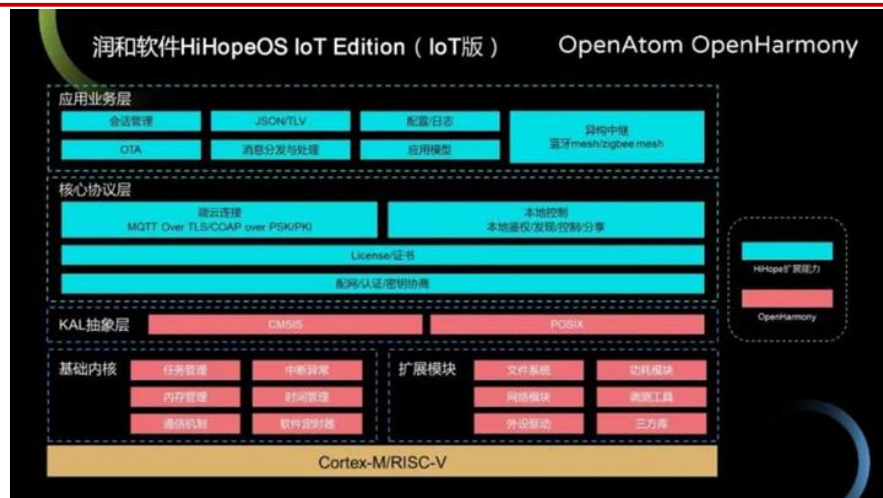 润和软件HiHopeOS IoT Edition（IoT版）
OpenAtom OpenHarmony
应用业务层
会话管理
JSON/TLV
配置/日志
异构中继
蓝牙mesh/zigbee mesh
OTA
消息分发与处理
应用模型
核心协议层
端云连接
MQTT Over TLS/COAP over PSK/PKI
本地控制
本地鉴权/发现/控制/分享
License/证书
配网/认证/密钥协商
HiHope扩展能力
OpenHarmony
KAL抽象层
CMSIS
POSIX
基础内核
任务管理
中断异常
内存管理
时间管理
通信机制
软件定时器
扩展模块
文件系统
功耗模块
网络模块
调测工具
外设驱动
三方库
Cortex-M/RISC-V